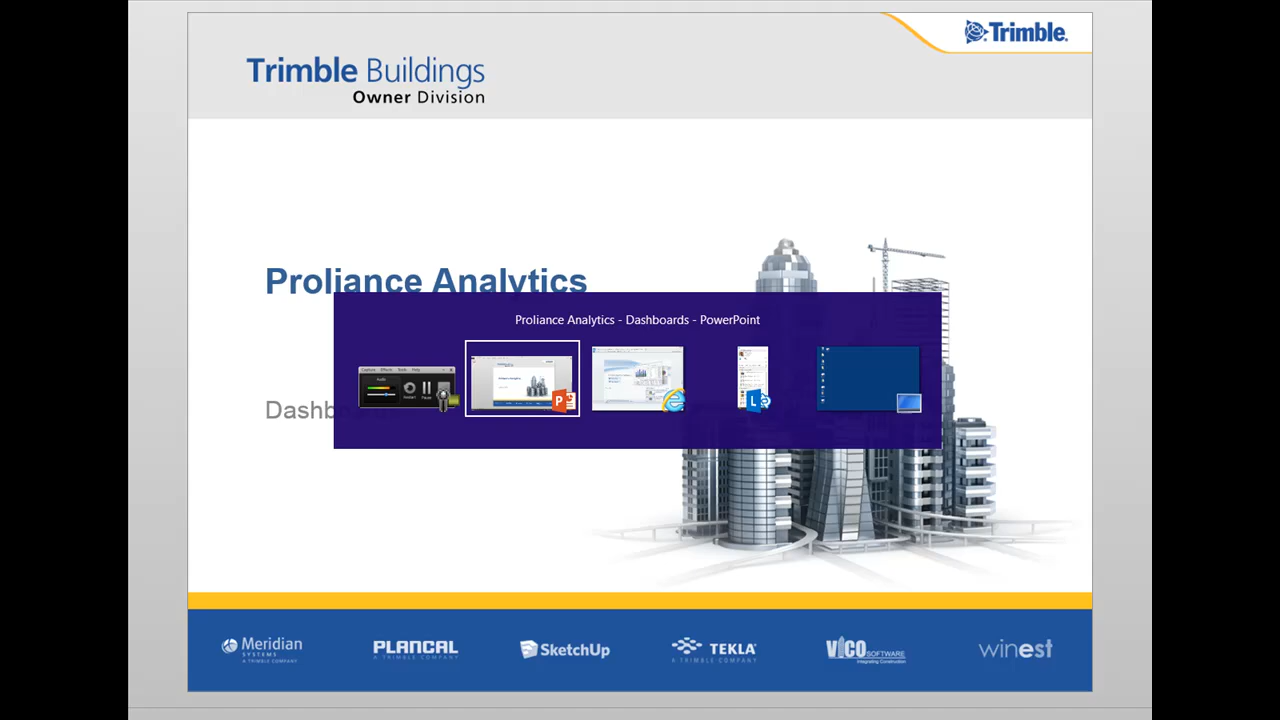 Trimble.
Trimble Buildings
Owner Division
Proliance Analytics
Proliance Analytics - Dashboards - PowerPoint
Dashb
Meridian
SYSTEMS
A TRIMBLE COMPANY
PLANCAL
A TRIMBLE COMPANY
SketchUp
TEKLA
A TRIMBLE COMPANY
VICO SOFTWARE
Integrating Construction
winest